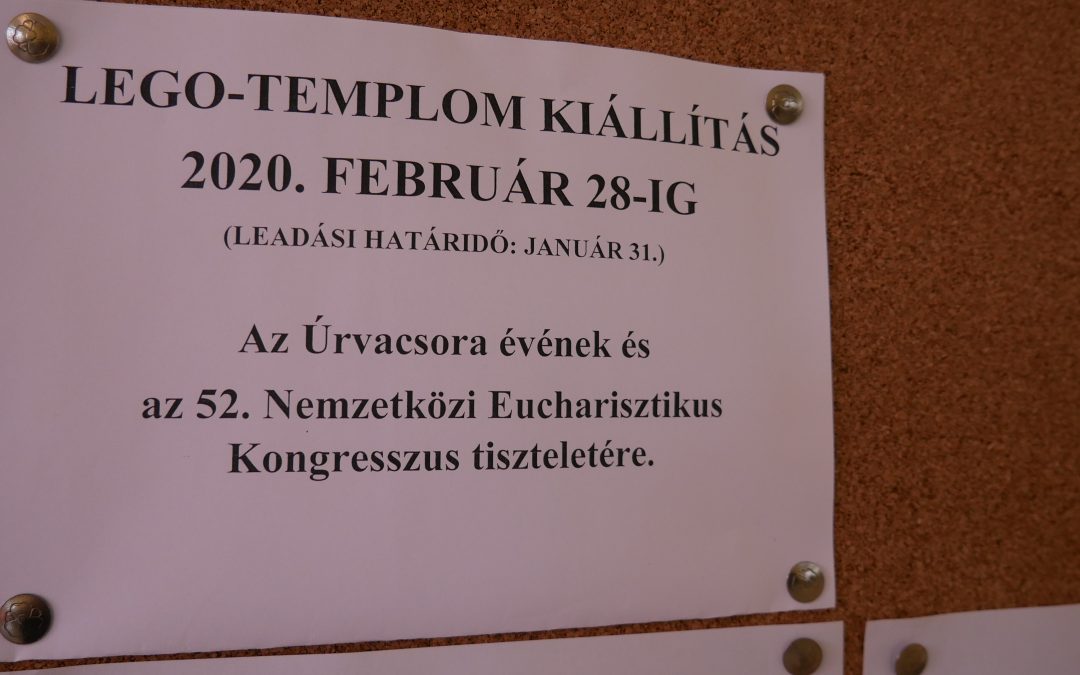 LEGO-TEMPLOM KIÁLLÍTÁS
2020. FEBRUÁR 28-IG
(LEADÁSI HATÁRIDŐ: JANUÁR 31.)
Az Úrvacsora évének és
az 52. Nemzetközi Eucharisztikus
Kongresszus tiszteletére.